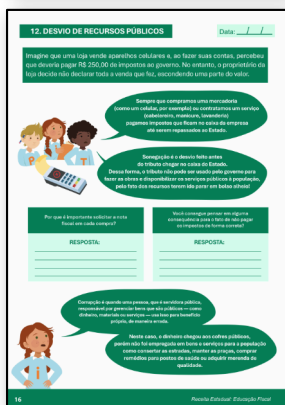 12. DESVIO DE RECURSOS PÚBLICOS
Data: __/__/__
Imagine que uma loja vende aparelhos celulares e, ao fazer suas contas, percebeu
que deveria pagar R$ 250,00 de impostos ao governo. No entanto, o proprietário da
loja decide não declarar toda a venda que fez, escondendo uma parte do valor.
Sempre que compramos uma mercadoria
(como um celular, por exemplo) ou contratamos um serviço
(cabeleireiro, mecânico, lavanderia)
pagamos impostos que ficam no caixa da empresa
até serem repassados ao Estado.
Sonegação é o desvio feito antes
do tributo chegar no caixa do Estado.
Dessa forma, o tributo não pode ser usado pelo governo para
fazer as obras e disponibilizar os serviços públicos à população,
pelo fato dos recursos terem ido parar em bolso alheio!
Por que é importante solicitar a nota
fiscal em cada compra?
Você consegue pensar em alguma
consequência para o fato de não pagar
os impostos da forma correta?
RESPOSTA:
RESPOSTA:
Corrupção é quando uma pessoa, que é servidora pública,
responsável por gerenciar bens que são públicos — como
dinheiro, materiais ou serviços — usa isso para benefício
próprio, de maneira errada.
Neste caso, o dinheiro chegou aos cofres públicos,
porém não foi empregado em bens e serviços para a população
como consertar as estradas, manter as praças, comprar
remédios para postos de saúde ou adquirir merenda de
qualidade.
16
Receita Estadual: Educação Fiscal